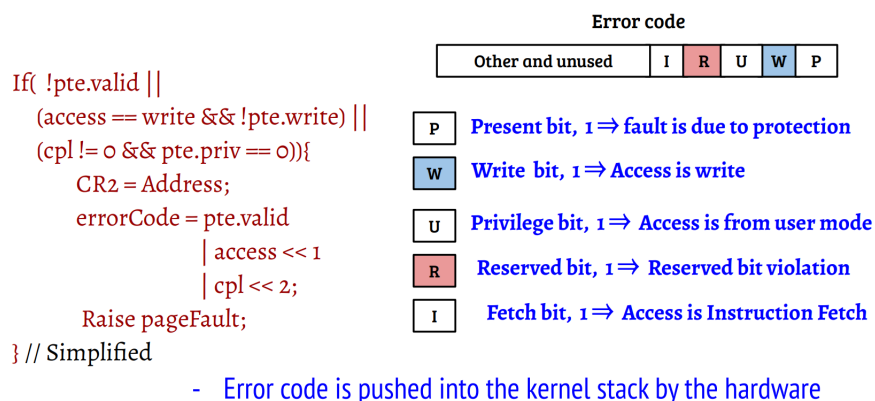 Error code
Other and unused I R U W P
If( !pte.valid ||
(access == write && !pte.write) ||
(cpl != 0 && pte.priv == 0)){
CR2 = Address;
errorCode = pte.valid
| access << 1
| cpl << 2;
Raise pageFault;
} // Simplified
P Present bit, 1 ⇒ fault is due to protection
W Write bit, 1 ⇒ Access is write
U Privilege bit, 1 ⇒ Access is from user mode
R Reserved bit, 1 ⇒ Reserved bit violation
I Fetch bit, 1 ⇒ Access is Instruction Fetch
- Error code is pushed into the kernel stack by the hardware